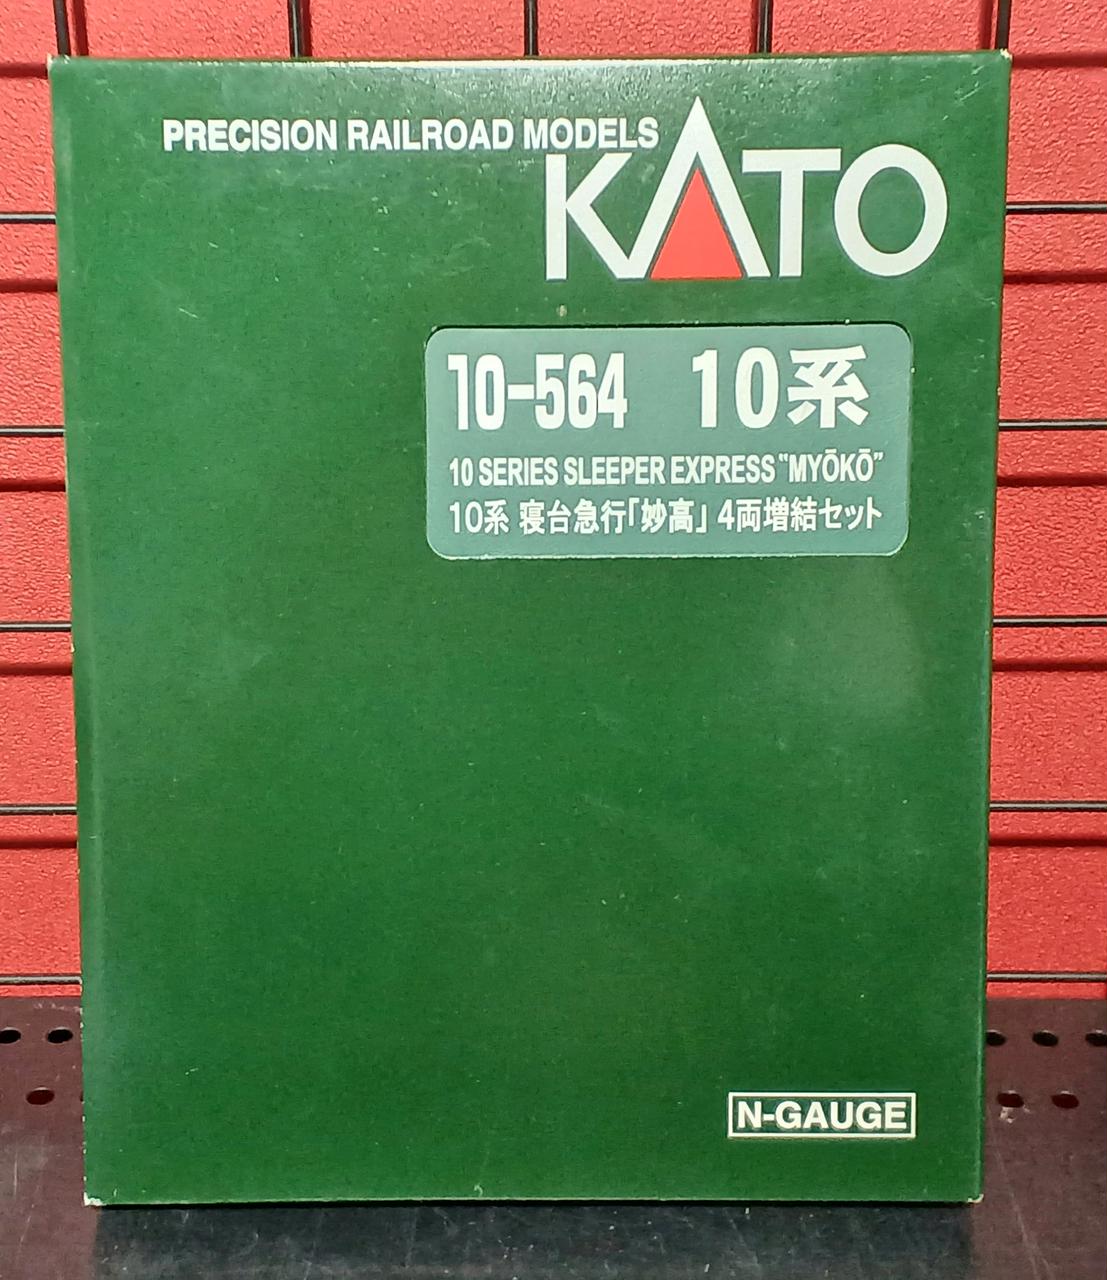 PRECISION RAILROAD MODELS
KATO
10-564 10系
10 SERIES SLEEPER EXPRESS "MYŌKŌ"
10系 寝台急行「妙高」 4両増結セット
N-GAUGE